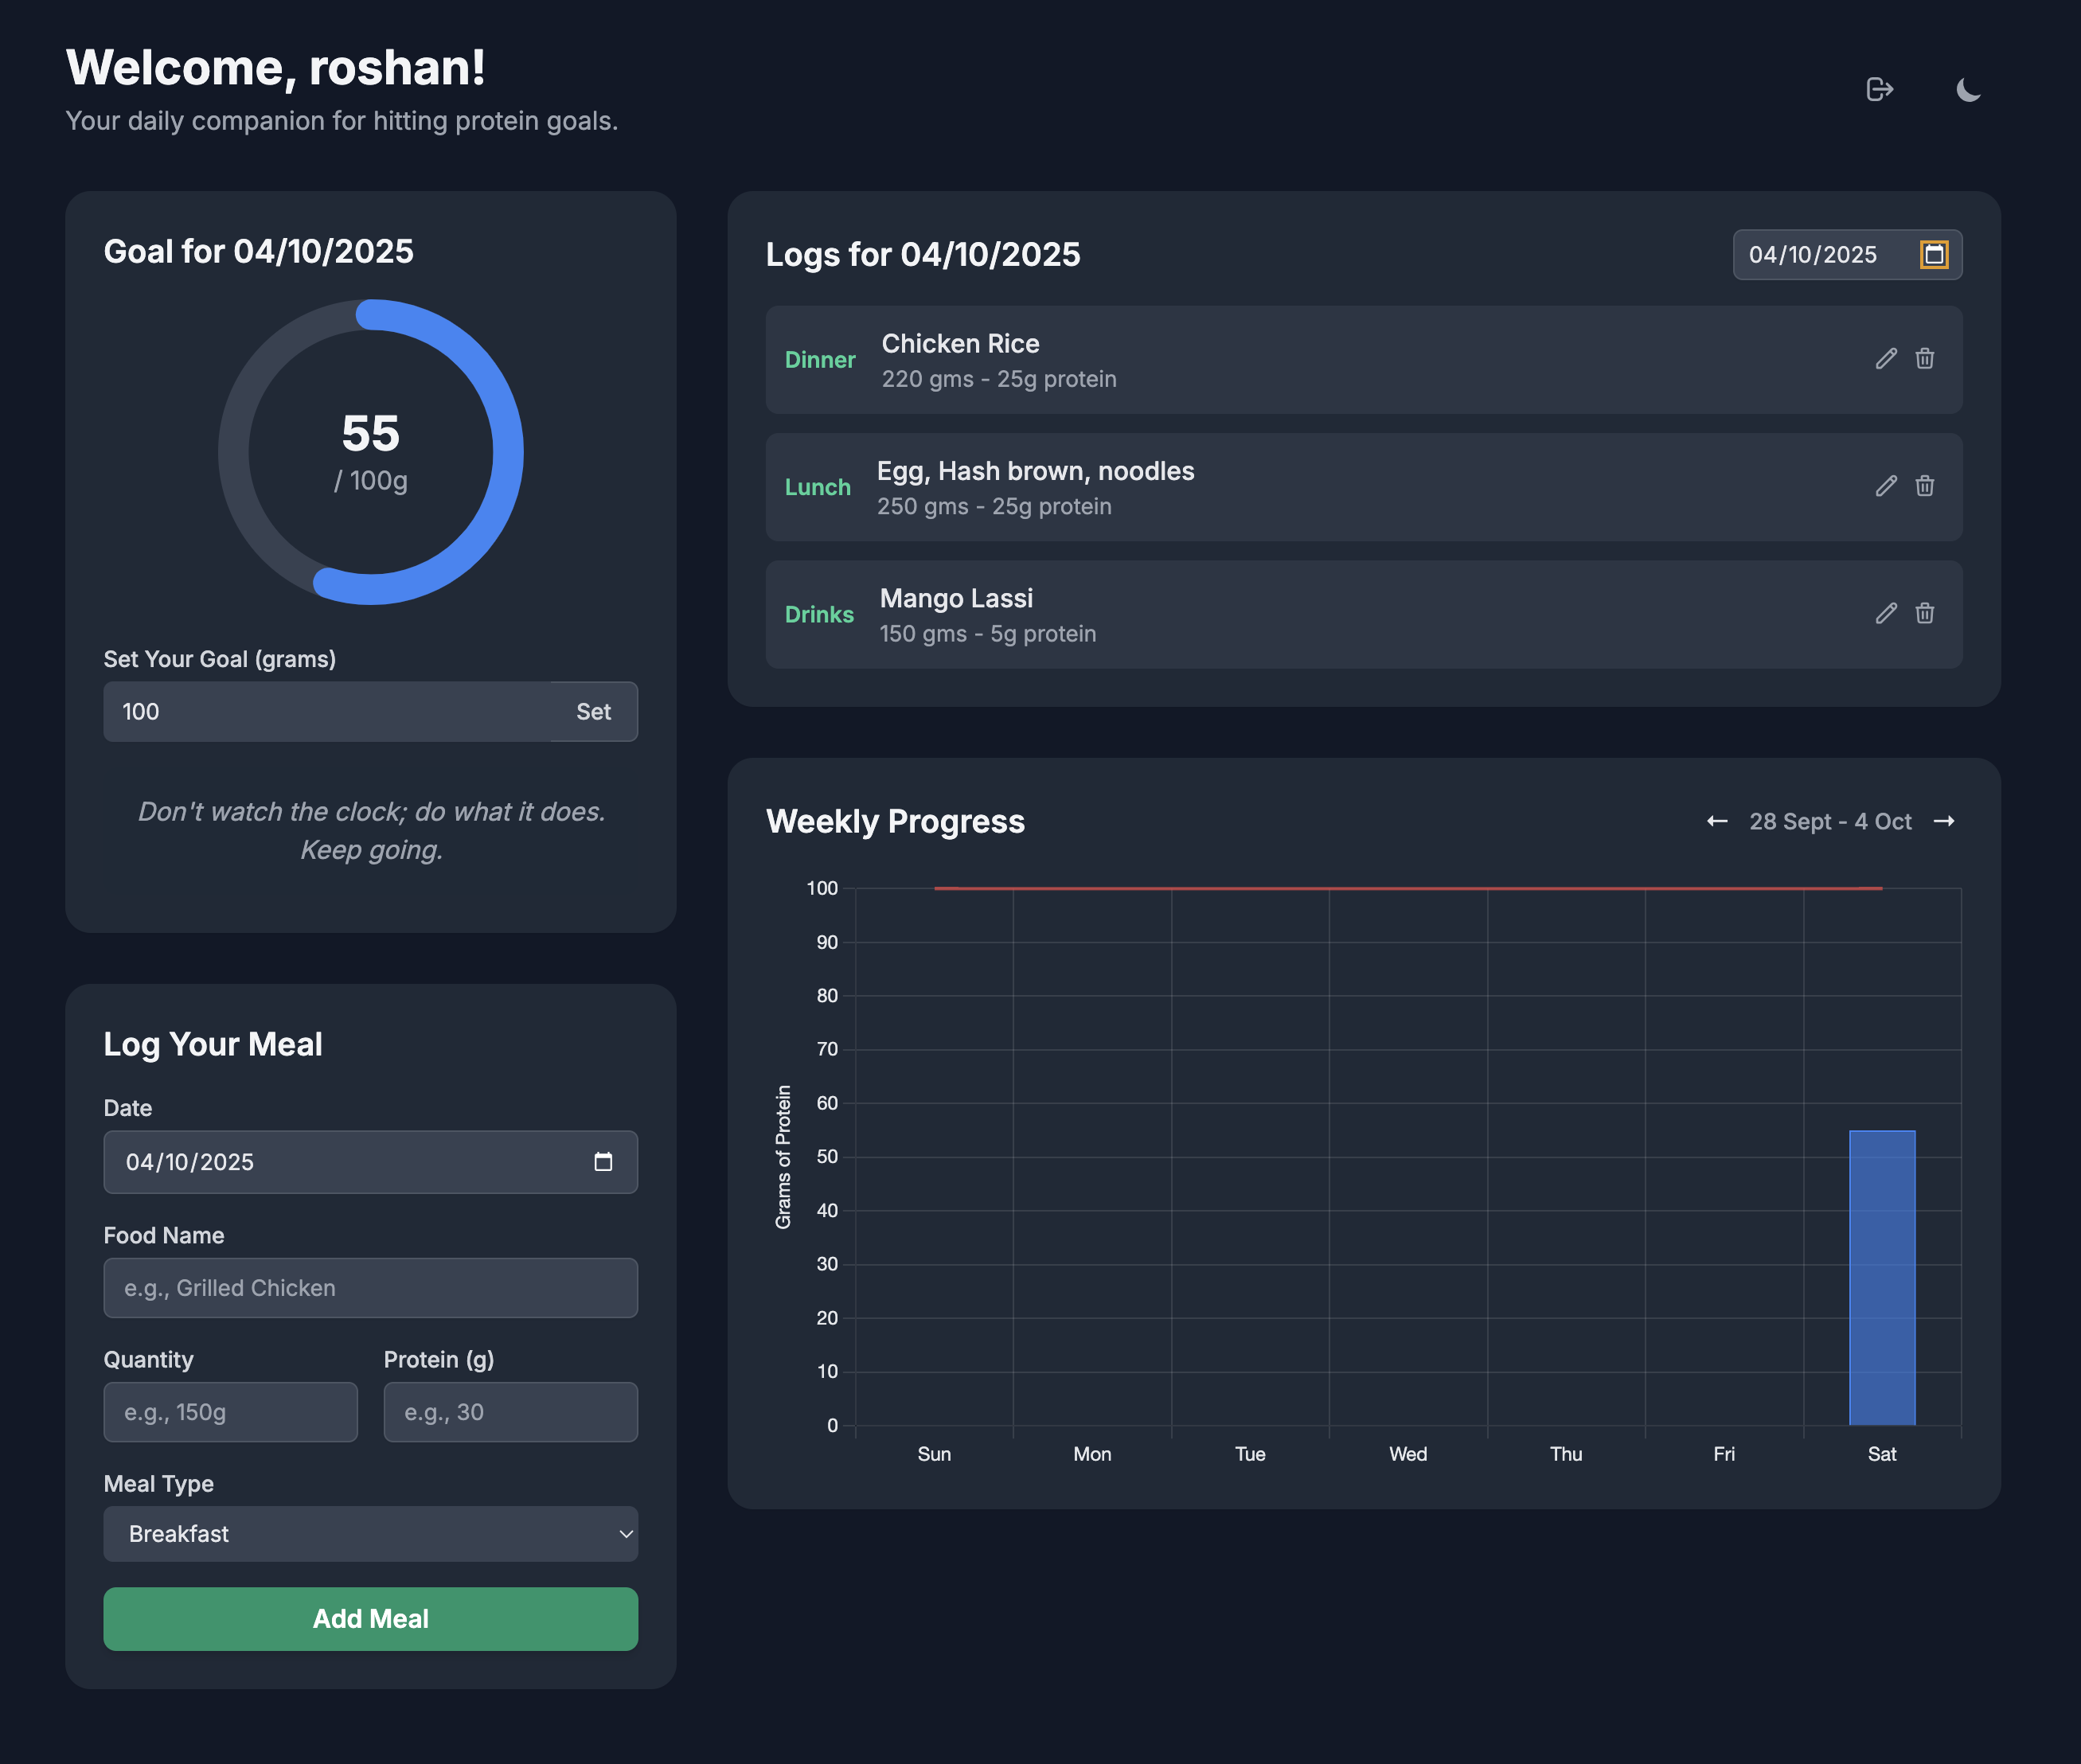 Welcome, roshan!
Your daily companion for hitting protein goals.
Goal for 04/10/2025
55
/ 100g
Set Your Goal (grams)
100 Set
Don't watch the clock; do what it does.
Keep going.
Log Your Meal
Date
04/10/2025
Food Name
e.g., Grilled Chicken
Quantity Protein (g)
e.g., 150g e.g., 30
Meal Type
Breakfast
Add Meal
Logs for 04/10/2025 04/10/2025
Dinner
Chicken Rice
220 gms - 25g protein
Lunch
Egg, Hash brown, noodles
250 gms - 25g protein
Drinks
Mango Lassi
150 gms - 5g protein
Weekly Progress ← 28 Sept - 4 Oct →
Grams of Protein
100
90
80
70
60
50
40
30
20
10
0
Sun Mon Tue Wed Thu Fri Sat